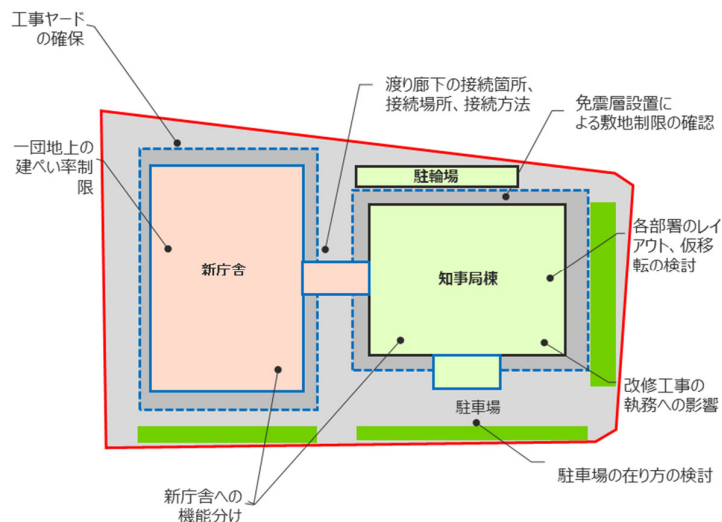 工事ヤード
の確保
渡り廊下の接続箇所、
接続場所、接続方法
免震層設置に
よる敷地制限の確認
一団地上の
建ぺい率制
限
駐輪場
各部署のレイ
アウト、仮移
転の検討
新庁舎
知事局棟
改修工事の
執務への影響
駐車場
駐車場の在り方の検討
新庁舎への
機能分け